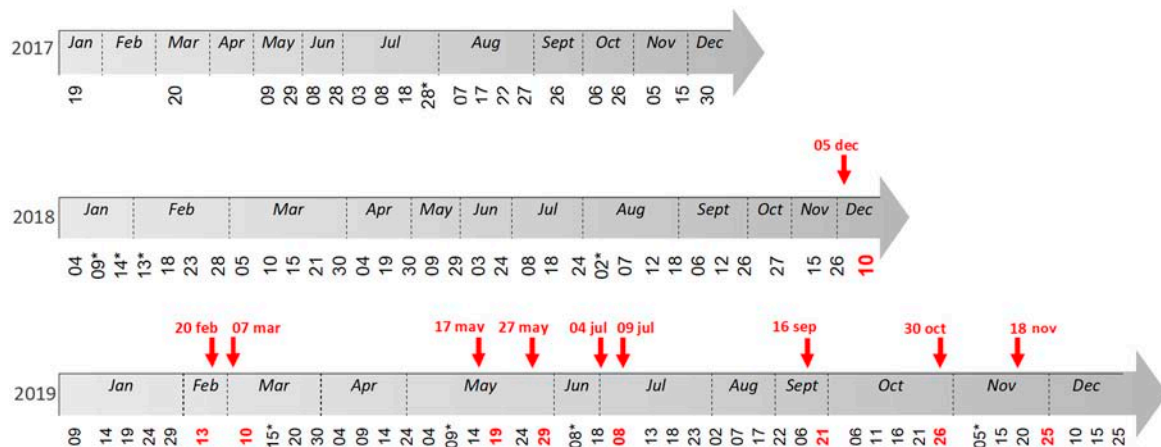 2017 Jan Feb Mar Apr May Jun Jul Aug Sept Oct Nov Dec
19 20 09 29 08 28 03 08 18 28* 07 17 22 27 26 06 26 05 15 30
05 dec
2018 Jan Feb Mar Apr May Jun Jul Aug Sept Oct Nov Dec
04 09* 14* 13* 18 23 28 05 10 15 21 30 04 19 30 09 29 03 24 08 18 24 02* 07 12 18 06 12 26 27 15 26 10
20 feb 07 mar 17 may 27 may 04 jul 09 jul 16 sep 30 oct 18 nov
2019 Jan Feb Mar Apr May Jun Jul Aug Sept Oct Nov Dec
09 14 19 24 29 13 10 15* 20 30 04 09 14 24 04 09* 14 19 24 29 08* 18 08 13 18 23 02 07 17 22 06 21 06 11 16 21 26 05* 15 20 25 10 15 25